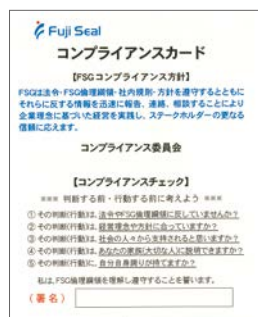 Fuji Seal
コンプライアンスカード
【FSGコンプライアンス方針】
FSGは法令・FSG倫理綱領・社内規則・方針を遵守するとともに
それらに反する情報を迅速に報告、連絡、相談することにより
企業理念に基づいた経営を実践し、ステークホルダーの更なる
信頼に応えます。
コンプライアンス委員会
【コンプライアンスチェック】
※※※ 判断する前・行動する前に考えよう ※※※
① その判断(行動)は、法令やFSG倫理綱領に反していませんか？
② その判断(行動)は、経営理念や方針に合っていますか？
③ その判断(行動)は、社会の人々から支持されると思いますか？
④ その判断(行動)は、あなたの家族(大切な人)に説明できますか？
⑤ その判断(行動)に、自分自身誇りが持てますか？
私は、FSG倫理綱領を理解し遵守することを誓います。
(署名)